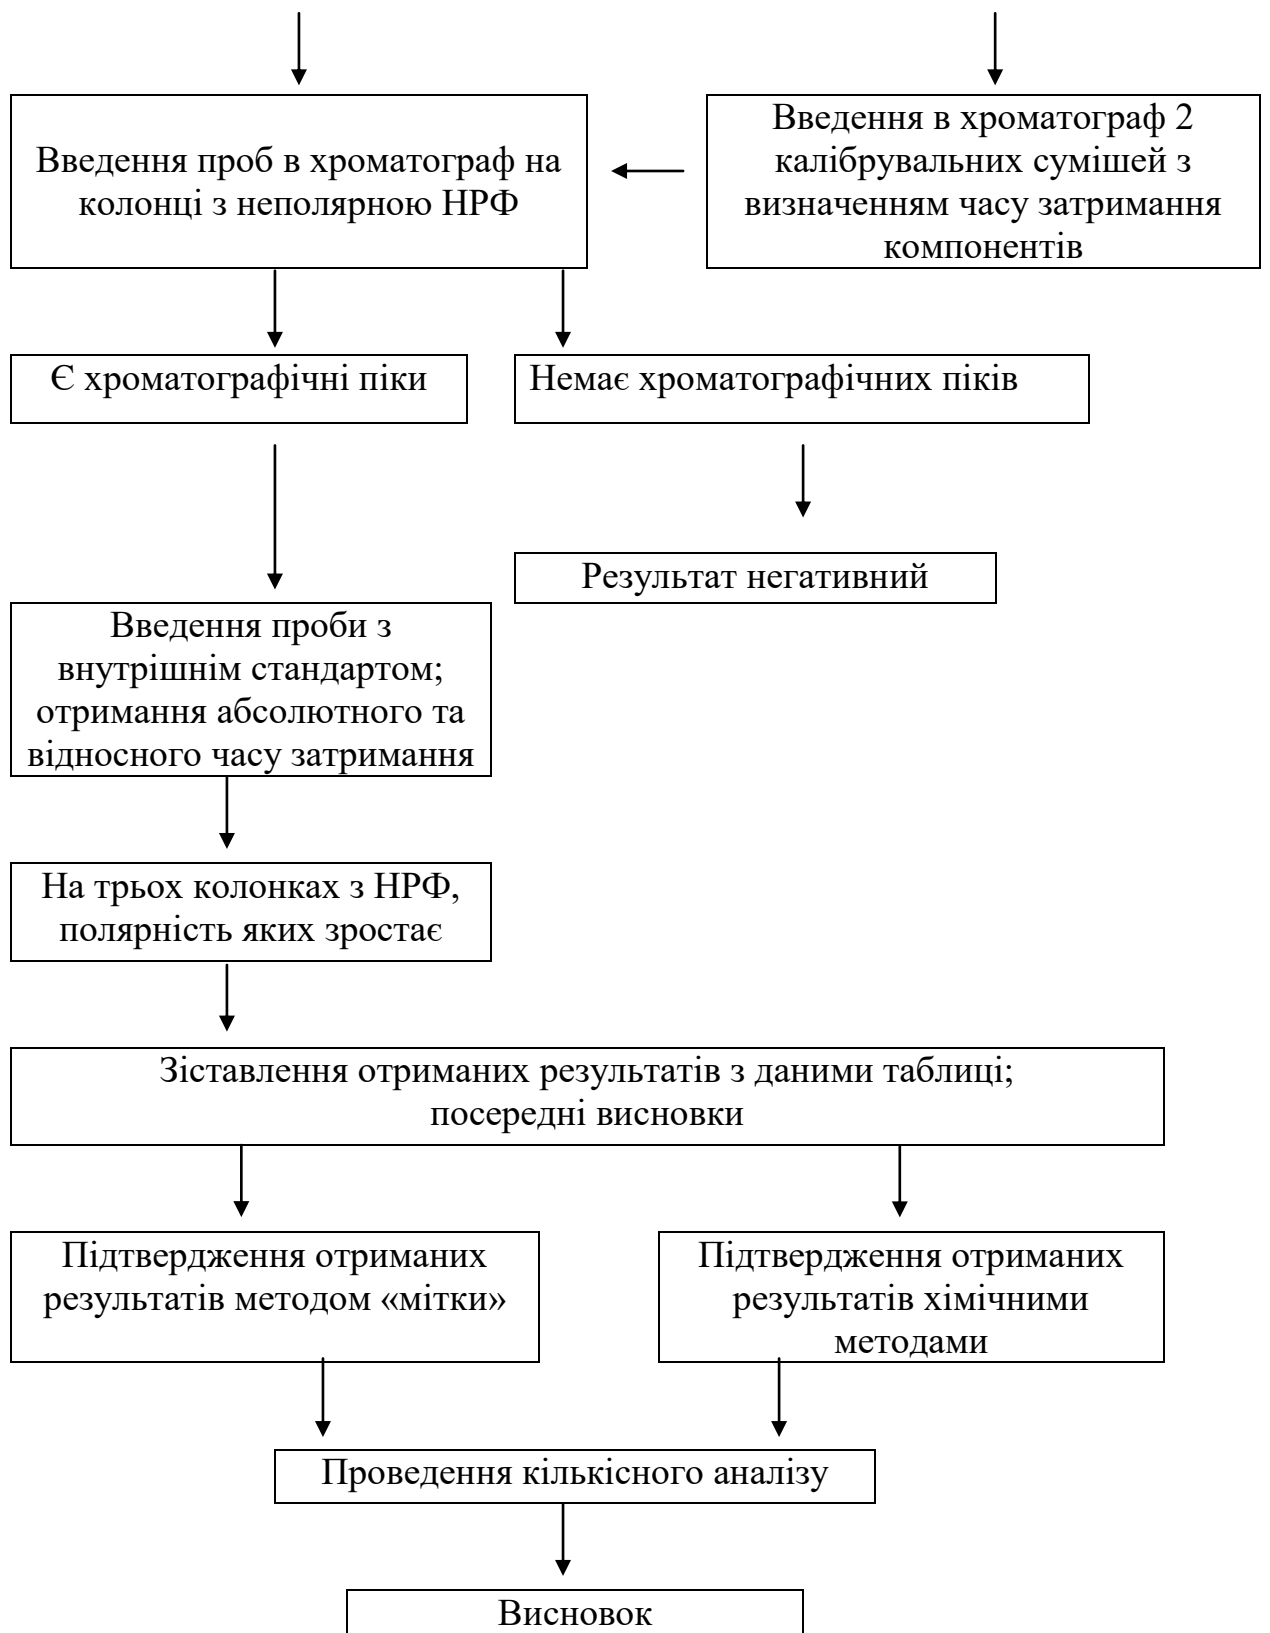 Введення проб в хроматограф на
колонці з неполярною НРФ
Введення в хроматограф 2
калібрувальних сумішей з
визначенням часу затримання
компонентів
Є хроматографічні піки
Немає хроматографічних піків
Результат негативний
Введення проби з
внутрішнім стандартом;
отримання абсолютного та
відносного часу затримання
На трьох колонках з НРФ,
полярність яких зростає
Зіставлення отриманих результатів з даними таблиці;
посередні висновки
Підтвердження отриманих
результатів методом «мітки»
Підтвердження отриманих
результатів хімічними
методами
Проведення кількісного аналізу
Висновок